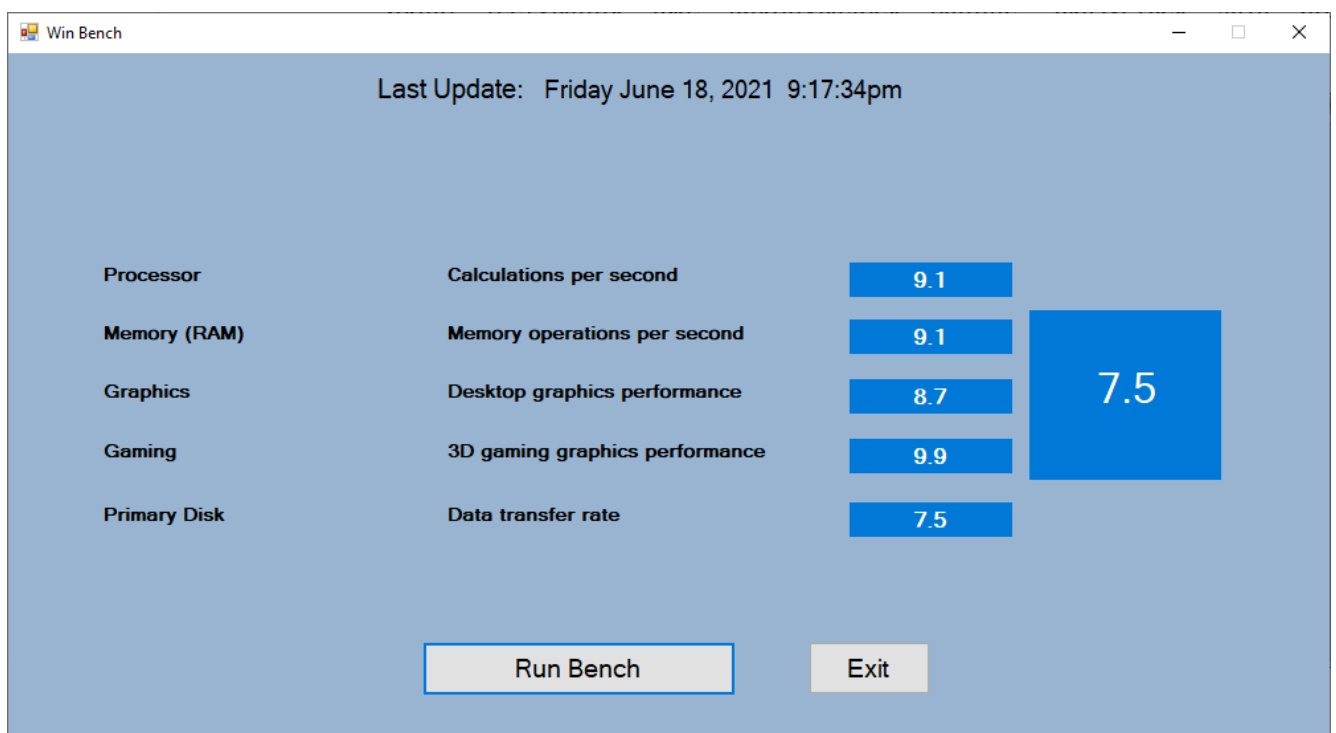 Win Bench
Last Update: Friday June 18, 2021 9:17:34pm
Processor Calculations per second 9.1
Memory (RAM) Memory operations per second 9.1
Graphics Desktop graphics performance 8.7
7.5
Gaming 3D gaming graphics performance 9.9
Primary Disk Data transfer rate 7.5
Run Bench Exit